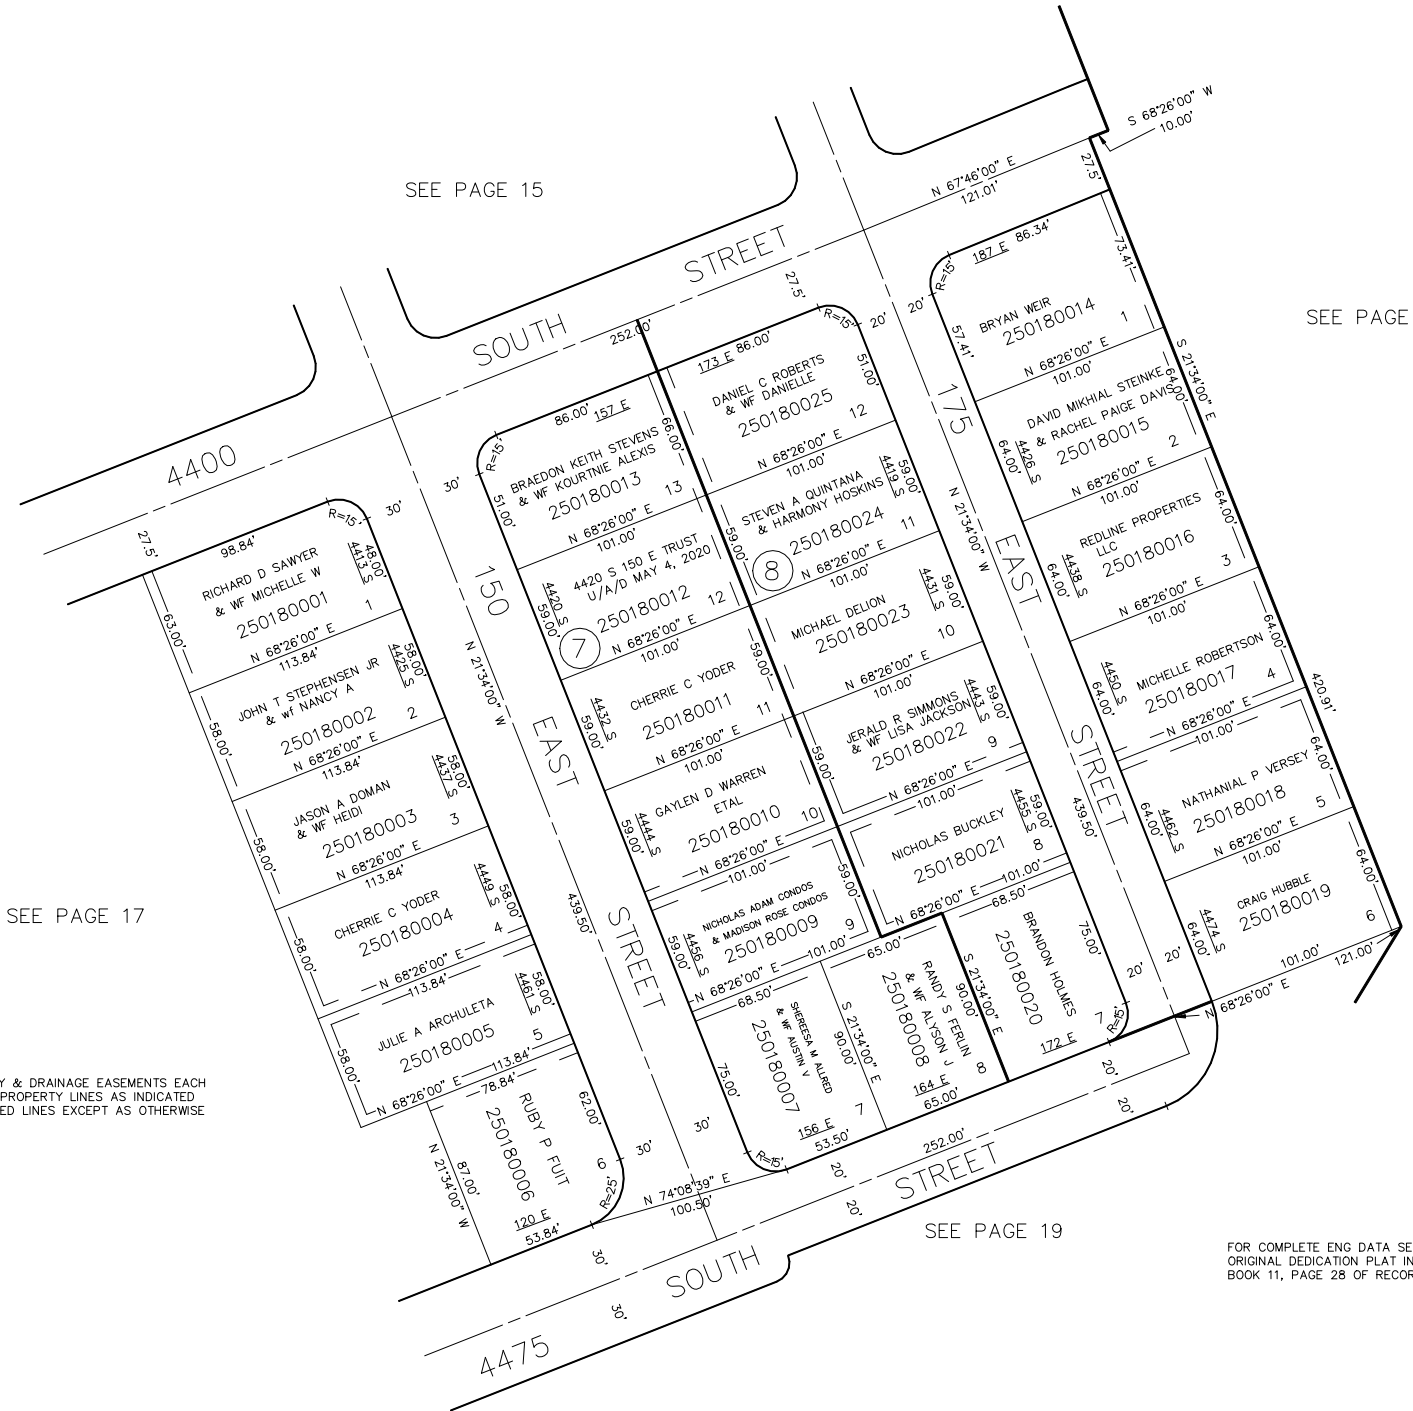 SEE PAGE 15
S 68°26'00" W
10.00'
27.5'
N 67°46'00" E
121.01'
SEE PAGE
4400 SOUTH STREET
252.00'
27.5'
27.5'
30'
30'
20'
20'
150 EAST STREET
N 21°34'00" W
439.50'
175 EAST STREET
N 21°34'00" W
439.50'
S 21°34'00" E
420.91'
98.84'
R=15'
RICHARD D SAWYER
& WF MICHELLE W
250180001
1
4413 S
48.00'
63.00'
N 68°26'00" E
113.84'
JOHN T STEPHENSEN JR
& wf NANCY A
250180002
2
4425 S
58.00'
58.00'
N 68°26'00" E
113.84'
JASON A DOMAN
& WF HEIDI
250180003
3
4437 S
58.00'
58.00'
N 68°26'00" E
113.84'
CHERRIE C YODER
250180004
4
4449 S
58.00'
58.00'
N 68°26'00" E
113.84'
JULIE A ARCHULETA
250180005
5
4461 S
58.00'
58.00'
N 68°26'00" E
113.84'
78.84'
RUBY P FUIT
250180006
6
120 E
53.84'
62.00'
87.00'
N 21°34'00" W
R=25'
86.00' 157 E
R=15'
BRAEDON KEITH STEVENS
& WF KOURTNIE ALEXIS
250180013
13
51.00'
66.00'
N 68°26'00" E
101.00'
4420 S 150 E TRUST
U/A/D MAY 4, 2020
250180012
12
4420 S
59.00'
59.00'
7
N 68°26'00" E
101.00'
CHERRIE C YODER
250180011
11
4432 S
59.00'
59.00'
N 68°26'00" E
101.00'
GAYLEN D WARREN
ETAL
250180010
10
4444 S
59.00'
59.00'
N 68°26'00" E
101.00'
NICHOLAS ADAM CONDOS
& MADISON ROSE CONDOS
250180009
9
4456 S
59.00'
59.00'
N 68°26'00" E
101.00'
68.50'
SHEREESA M ALLRED
& WF AUSTIN V
250180007
7
156 E
53.50'
75.00'
R=15'
S 21°34'00" E
90.00'
65.00'
RANDY S FERLIN
& WF ALYSON J
250180008
8
164 E
65.00'
S 21°34'00" E
90.00'
173 E 86.00'
R=15'
DANIEL C ROBERTS
& WF DANIELLE
250180025
12
51.00'
N 68°26'00" E
101.00'
STEVEN A QUINTANA
& HARMONY HOSKINS
250180024
11
4419 S
59.00'
8
N 68°26'00" E
101.00'
MICHAEL DELION
250180023
10
4431 S
59.00'
N 68°26'00" E
101.00'
JERALD R SIMMONS
& WF LISA JACKSON
250180022
9
4443 S
59.00'
N 68°26'00" E
101.00'
NICHOLAS BUCKLEY
250180021
8
4455 S
59.00'
N 68°26'00" E
101.00'
68.50'
BRANDON HOLMES
250180020
7
172 E
75.00'
R=15'
187 E 86.34'
R=15'
BRYAN WEIR
250180014
1
57.41'
73.41'
N 68°26'00" E
101.00'
DAVID MIKHIAL STEINKE
& RACHEL PAIGE DAVIS
250180015
2
4426 S
64.00'
64.00'
N 68°26'00" E
101.00'
REDLINE PROPERTIES
LLC
250180016
3
4438 S
64.00'
64.00'
N 68°26'00" E
101.00'
MICHELLE ROBERTSON
250180017
4
4450 S
64.00'
64.00'
N 68°26'00" E
101.00'
NATHANIAL P VERSEY
250180018
5
4462 S
64.00'
64.00'
N 68°26'00" E
101.00'
CRAIG HUBBLE
250180019
6
4474 S
64.00'
64.00'
101.00'
121.00'
N 68°26'00" E
20'
20'
20'
20'
30'
30'
N 74°08'39" E
100.50'
252.00'
20'
20'
30'
30'
4475 SOUTH STREET
SEE PAGE 17
SEE PAGE 19
Y & DRAINAGE EASEMENTS EACH
PROPERTY LINES AS INDICATED
ED LINES EXCEPT AS OTHERWISE
FOR COMPLETE ENG DATA SE
ORIGINAL DEDICATION PLAT IN
BOOK 11, PAGE 28 OF RECOR